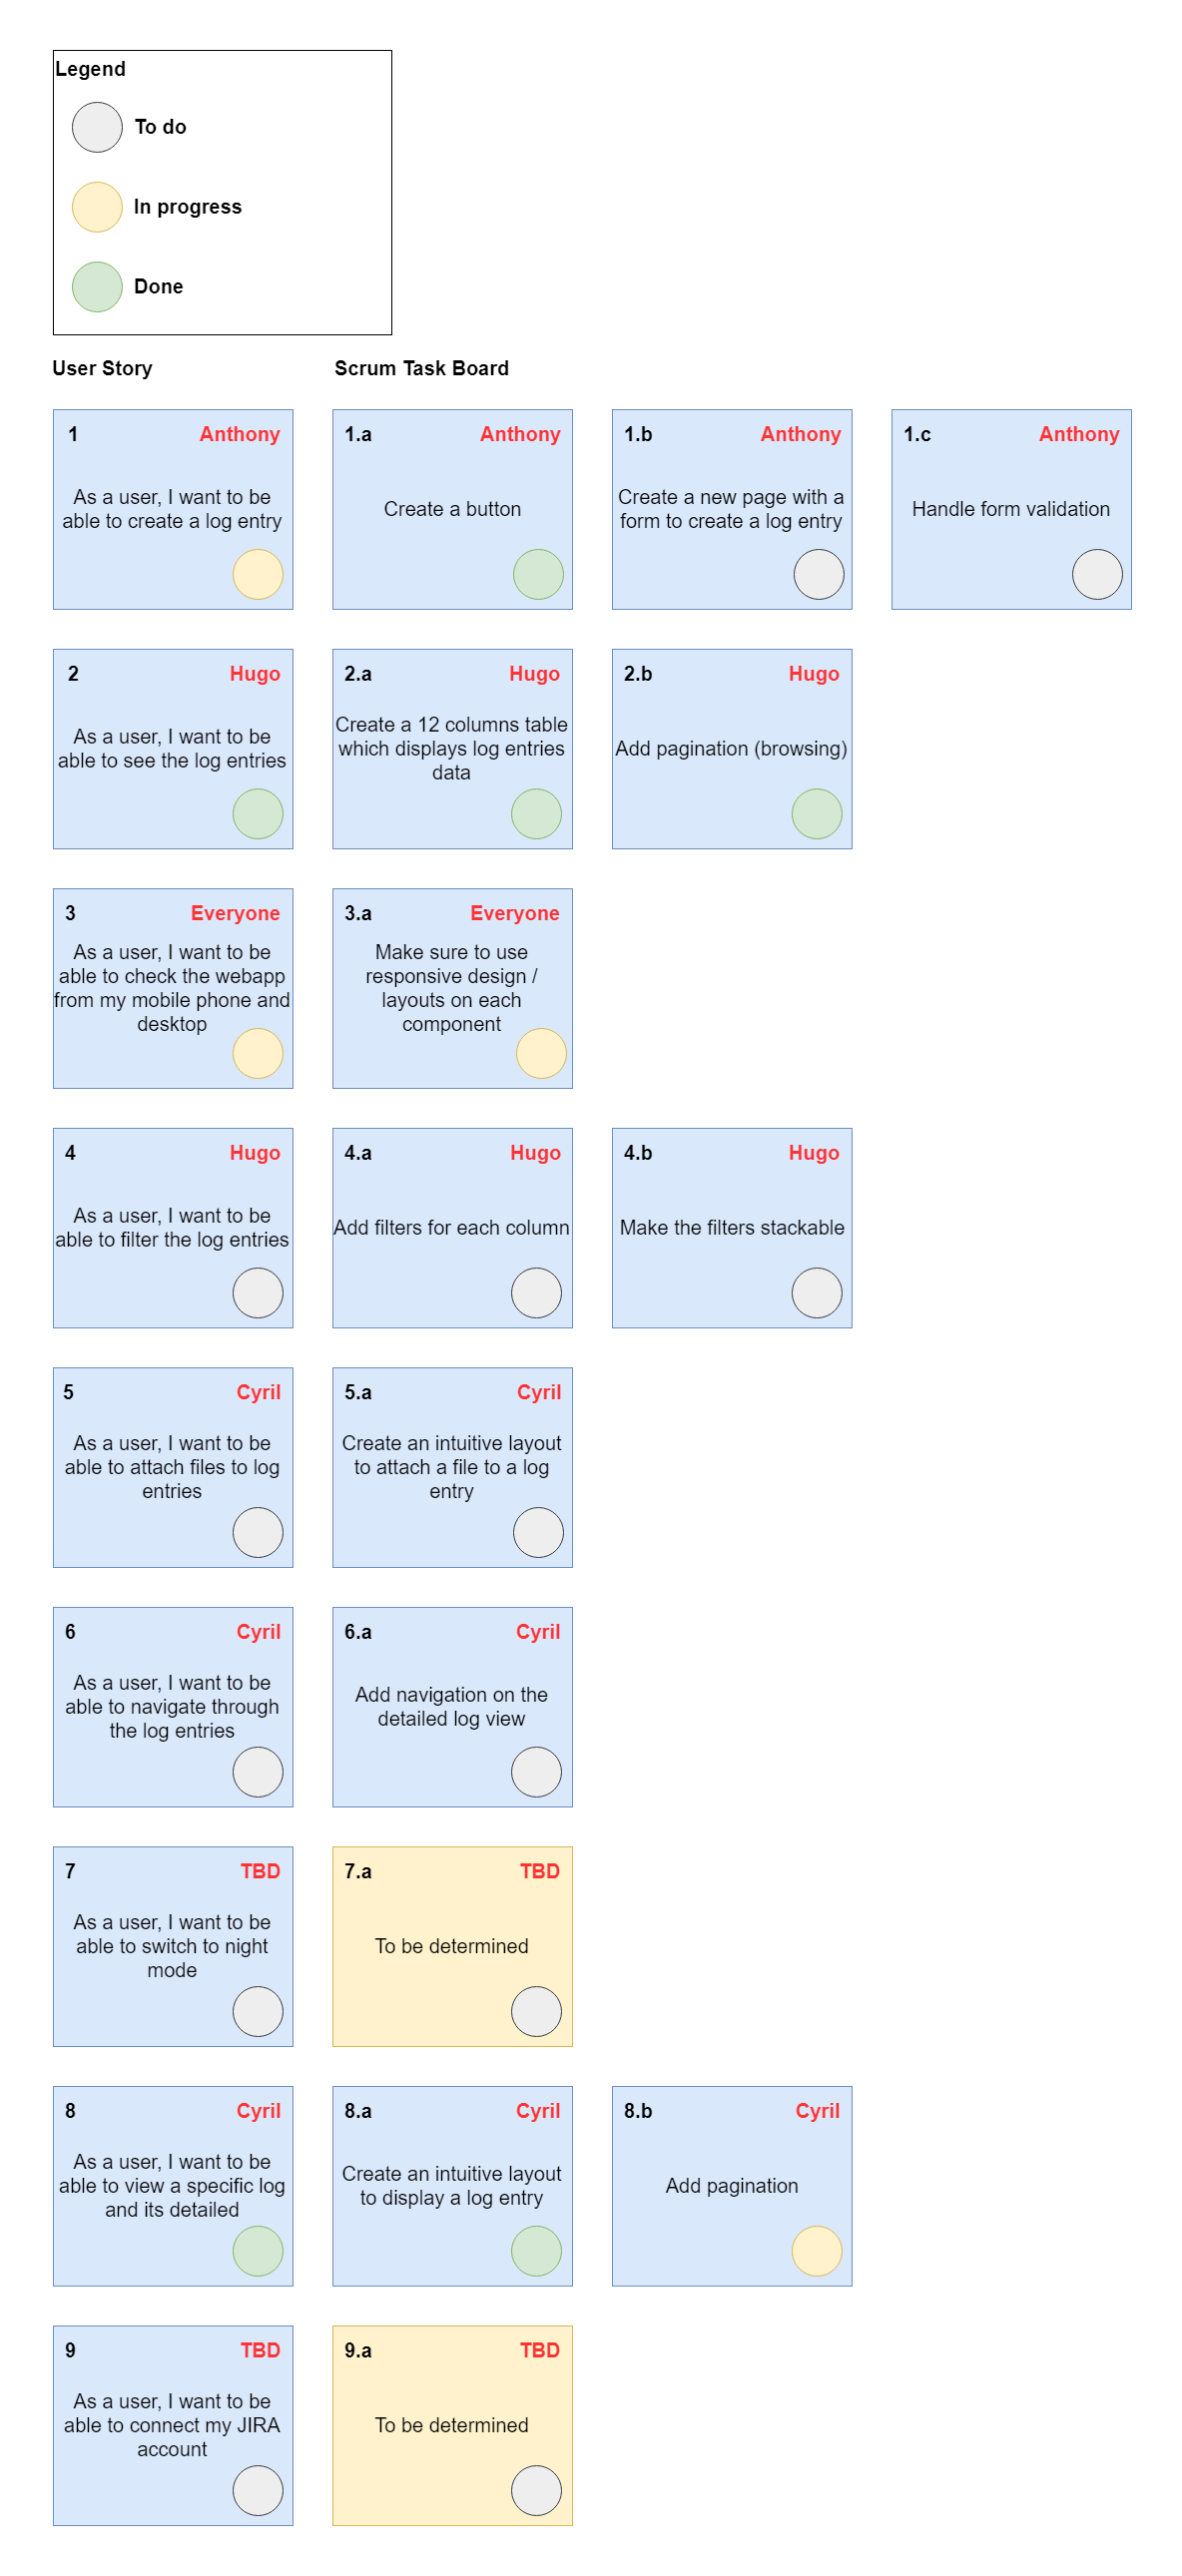 Legend
To do
In progress
Done
User Story
Scrum Task Board
1
Anthony
As a user, I want to be
able to create a log entry
1.a
Anthony
Create a button
1.b
Anthony
Create a new page with a
form to create a log entry
1.c
Anthony
Handle form validation
2
Hugo
As a user, I want to be
able to see the log entries
2.a
Hugo
Create a 12 columns table
which displays log entries
data
2.b
Hugo
Add pagination (browsing)
3
Everyone
As a user, I want to be
able to check the webapp
from my mobile phone and
desktop
3.a
Everyone
Make sure to use
responsive design /
layouts on each
component
4
Hugo
As a user, I want to be
able to filter the log entries
4.a
Hugo
Add filters for each column
4.b
Hugo
Make the filters stackable
5
Cyril
As a user, I want to be
able to attach files to log
entries
5.a
Cyril
Create an intuitive layout
to attach a file to a log
entry
6
Cyril
As a user, I want to be
able to navigate through
the log entries
6.a
Cyril
Add navigation on the
detailed log view
7
TBD
As a user, I want to be
able to switch to night
mode
7.a
TBD
To be determined
8
Cyril
As a user, I want to be
able to view a specific log
and its detailed
8.a
Cyril
Create an intuitive layout
to display a log entry
8.b
Cyril
Add pagination
9
TBD
As a user, I want to be
able to connect my JIRA
account
9.a
TBD
To be determined